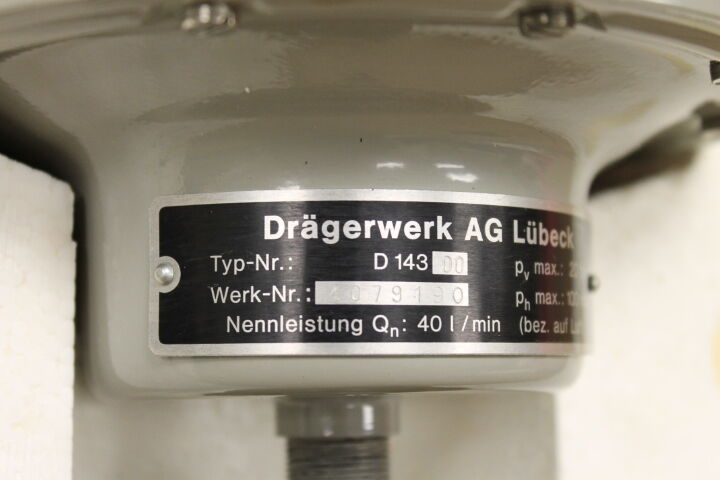 Drägerwerk AG Lübeck
Typ-Nr.: D 143 00
Werk-Nr.: 4079190
Nennleistung Qn: 40 l / min
pv max.:
ph max.: 100
(bez. auf